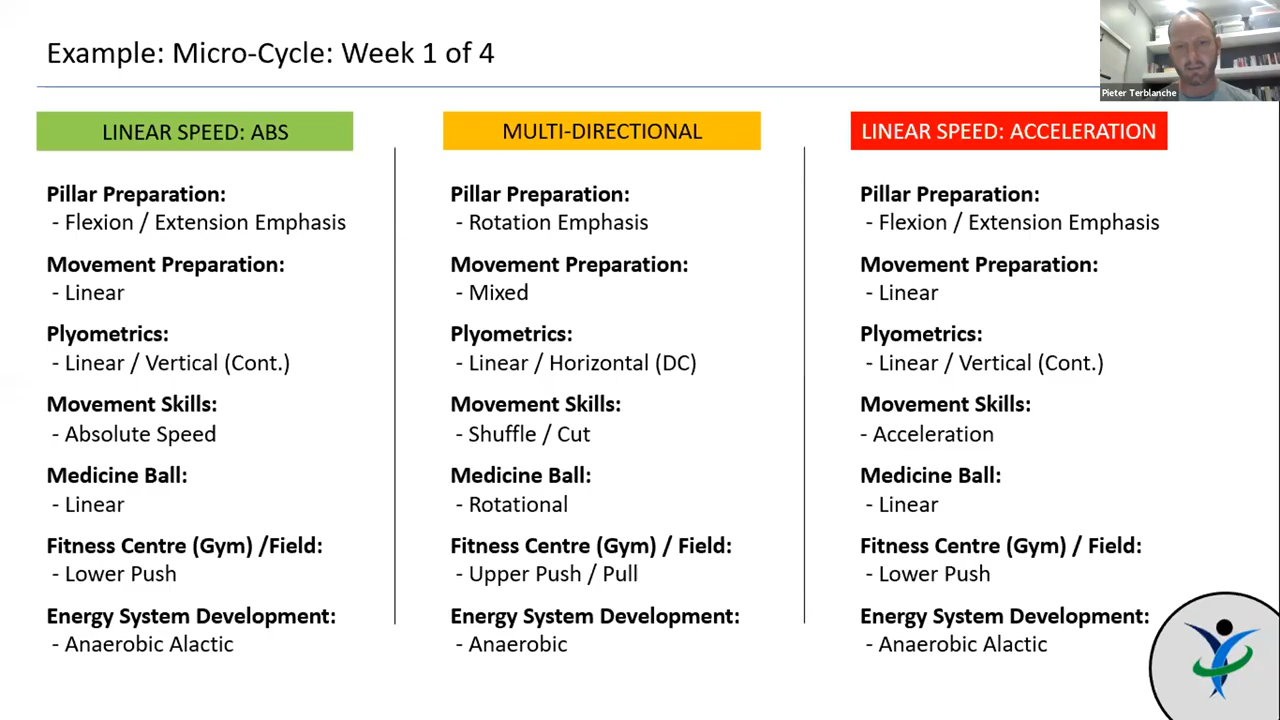 Example: Micro-Cycle: Week 1 of 4
Pieter Terblanche
LINEAR SPEED: ABS
Pillar Preparation:
- Flexion / Extension Emphasis
Movement Preparation:
- Linear
Plyometrics:
- Linear / Vertical (Cont.)
Movement Skills:
- Absolute Speed
Medicine Ball:
- Linear
Fitness Centre (Gym) /Field:
- Lower Push
Energy System Development:
- Anaerobic Alactic
MULTI-DIRECTIONAL
Pillar Preparation:
- Rotation Emphasis
Movement Preparation:
- Mixed
Plyometrics:
- Linear / Horizontal (DC)
Movement Skills:
- Shuffle / Cut
Medicine Ball:
- Rotational
Fitness Centre (Gym) / Field:
- Upper Push / Pull
Energy System Development:
- Anaerobic
LINEAR SPEED: ACCELERATION
Pillar Preparation:
- Flexion / Extension Emphasis
Movement Preparation:
- Linear
Plyometrics:
- Linear / Vertical (Cont.)
Movement Skills:
- Acceleration
Medicine Ball:
- Linear
Fitness Centre (Gym) / Field:
- Lower Push
Energy System Development:
- Anaerobic Alactic